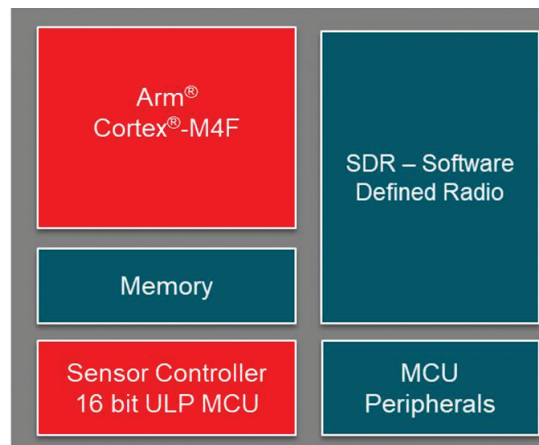 Arm®
Cortex®-M4F
SDR – Software
Defined Radio
Memory
Sensor Controller
16 bit ULP MCU
MCU
Peripherals